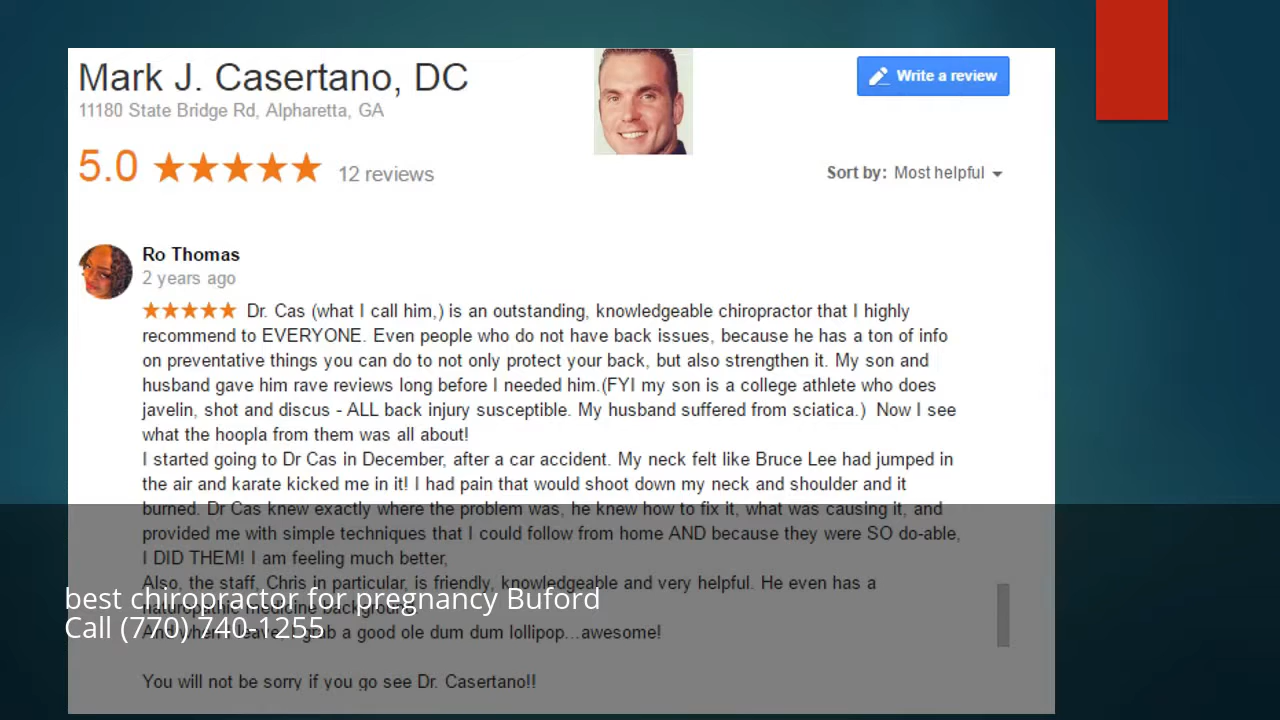 Mark J. Casertano, DC
11180 State Bridge Rd, Alpharetta, GA
Write a review
5.0 ★★★★★ 12 reviews
Sort by: Most helpful
Ro Thomas
2 years ago
★★★★★ Dr. Cas (what I call him,) is an outstanding, knowledgeable chiropractor that I highly
recommend to EVERYONE. Even people who do not have back issues, because he has a ton of info
on preventative things you can do to not only protect your back, but also strengthen it. My son and
husband gave him rave reviews long before I needed him.(FYI my son is a college athlete who does
javelin, shot and discus - ALL back injury susceptible. My husband suffered from sciatica.) Now I see
what the hoopla from them was all about!
I started going to Dr Cas in December, after a car accident. My neck felt like Bruce Lee had jumped in
the air and karate kicked me in it! I had pain that would shoot down my neck and shoulder and it
burned. Dr Cas knew exactly where the problem was, he knew how to fix it, what was causing it, and
provided me with simple techniques that I could follow from home AND because they were SO do-able,
I DID THEM! I am feeling much better,
Also, the staff, Chris in particular, is friendly, knowledgeable and very helpful. He even has a
best chiropractor for pregnancy Buford
naturopathic medicine background.
Call (770) 740-1255
And when I leave, I grab a good ole dum dum lollipop...awesome!
You will not be sorry if you go see Dr. Casertano!!